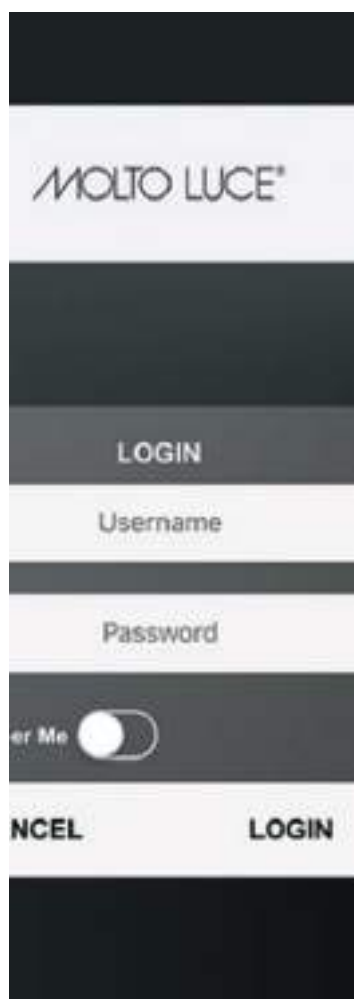 MOLTO LUCE®
LOGIN
Username
Password
er Me
NCEL LOGIN